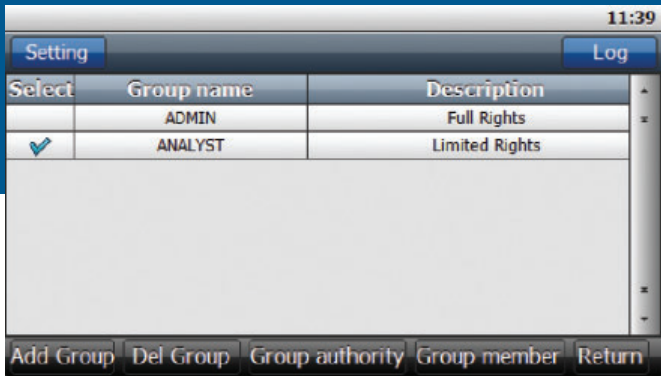 11:39
Setting Log
Select Group name Description
ADMIN Full Rights
ANALYST Limited Rights
Add Group Del Group Group authority Group member Return